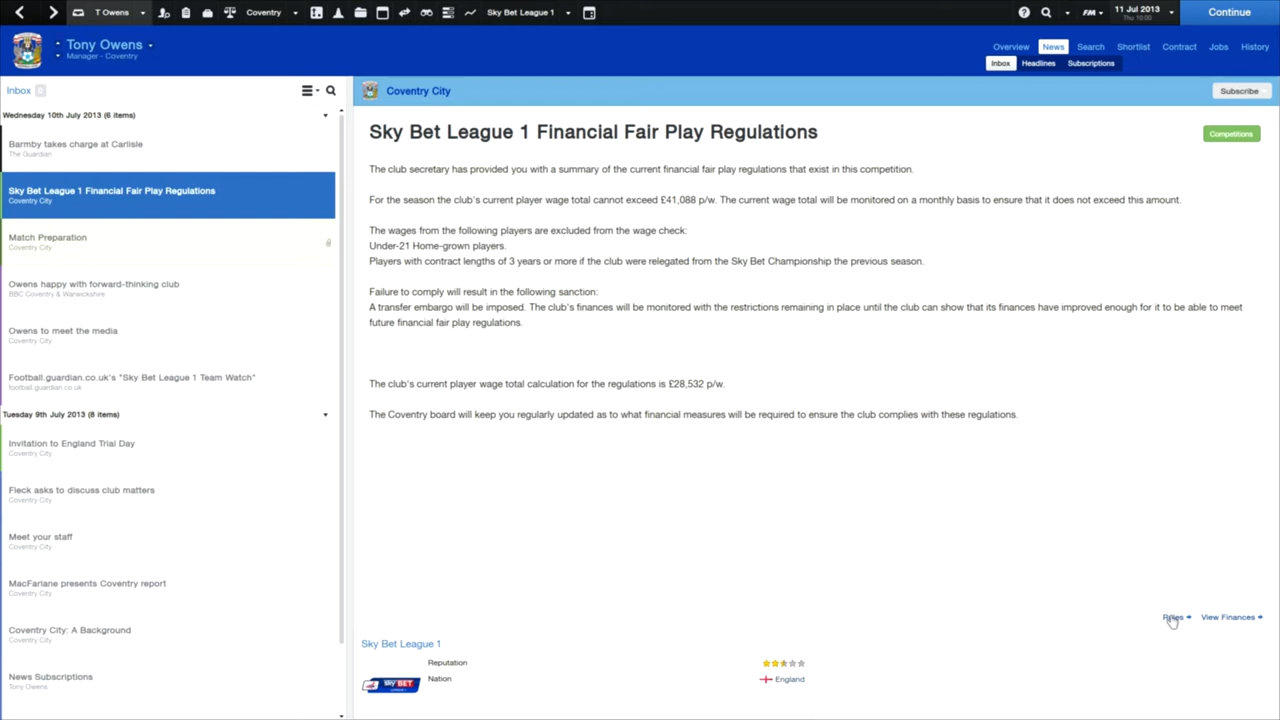 T Owens
Coventry
Sky Bet League 1
FM
11 Jul 2013
Thu 10:00
Continue
Tony Owens
Manager - Coventry
Overview
News
Search
Shortlist
Contract
Jobs
History
Inbox
Headlines
Subscriptions
Inbox
Coventry City
Subscribe
Wednesday 10th July 2013 (6 items)
Barmby takes charge at Carlisle
The Guardian
Sky Bet League 1 Financial Fair Play Regulations
Coventry City
Match Preparation
Coventry City
Owens happy with forward-thinking club
BBC Coventry & Warwickshire
Owens to meet the media
Coventry City
Football.guardian.co.uk's "Sky Bet League 1 Team Watch"
football.guardian.co.uk
Tuesday 9th July 2013 (8 items)
Invitation to England Trial Day
Coventry City
Fleck asks to discuss club matters
Coventry City
Meet your staff
Coventry City
MacFarlane presents Coventry report
Coventry City
Coventry City: A Background
Coventry City
News Subscriptions
Tony Owens
Sky Bet League 1 Financial Fair Play Regulations
Competitions
The club secretary has provided you with a summary of the current financial fair play regulations that exist in this competition.
For the season the club's current player wage total cannot exceed £41,088 p/w. The current wage total will be monitored on a monthly basis to ensure that it does not exceed this amount.
The wages from the following players are excluded from the wage check:
Under-21 Home-grown players.
Players with contract lengths of 3 years or more if the club were relegated from the Sky Bet Championship the previous season.
Failure to comply will result in the following sanction:
A transfer embargo will be imposed. The club's finances will be monitored with the restrictions remaining in place until the club can show that its finances have improved enough for it to be able to meet
future financial fair play regulations.
The club's current player wage total calculation for the regulations is £28,532 p/w.
The Coventry board will keep you regularly updated as to what financial measures will be required to ensure the club complies with these regulations.
Rules
View Finances
Sky Bet League 1
Reputation
Nation
England
sky BET